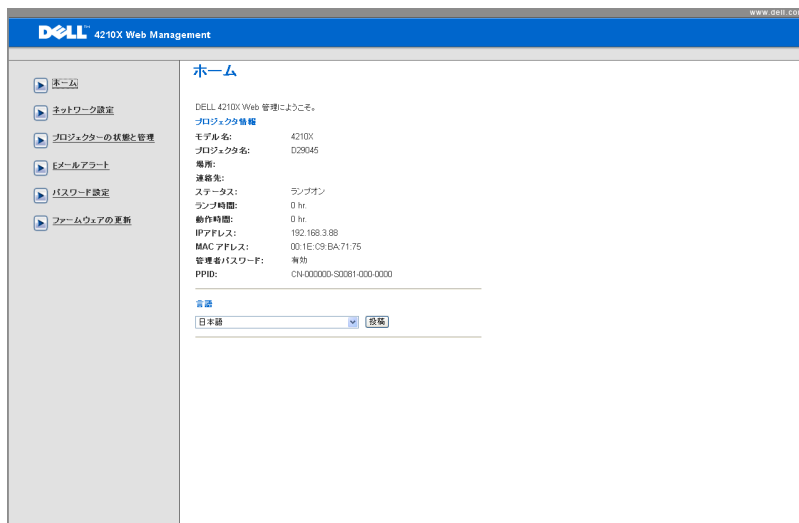 www.dell.com
DELL™ 4210X Web Management
ホーム
ネットワーク設定
プロジェクターの状態と管理
Eメールアラート
パスワード設定
ファームウェアの更新
ホーム
DELL 4210X Web 管理にようこそ。
プロジェクタ情報
モデル名: 4210X
プロジェクタ名: D29045
場所:
連絡先:
ステータス: ランプオン
ランプ時間: 0 hr.
動作時間: 0 hr.
IPアドレス: 192.168.3.88
MAC アドレス: 00:1E:C9:BA:71:75
管理者パスワード: 有効
PPID: CN-000000-S0081-000-0000
言語
日本語 投稿